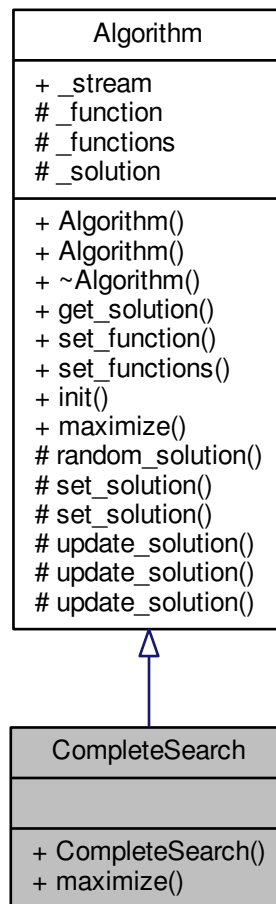 Algorithm
+ _stream
# _function
# _functions
# _solution
+ Algorithm()
+ Algorithm()
+ ~Algorithm()
+ get_solution()
+ set_function()
+ set_functions()
+ init()
+ maximize()
# random_solution()
# set_solution()
# set_solution()
# update_solution()
# update_solution()
# update_solution()
CompleteSearch
+ CompleteSearch()
+ maximize()